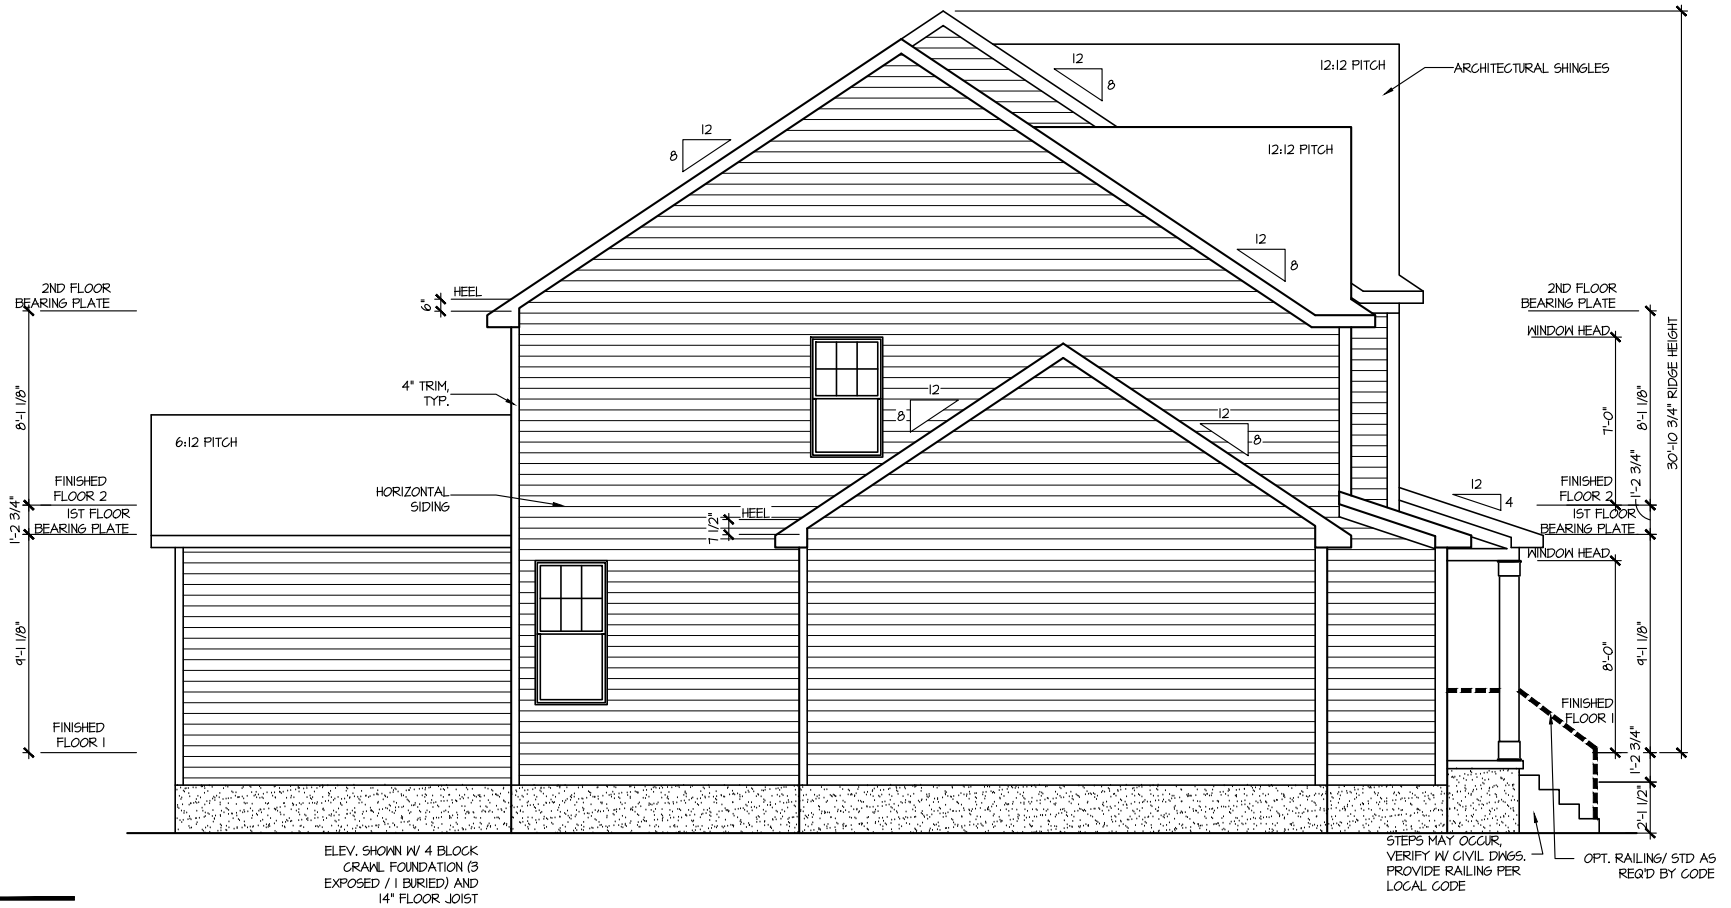 12
8
12:12 PITCH
ARCHITECTURAL SHINGLES
12
8
12:12 PITCH
12
8
2ND FLOOR
BEARING PLATE
HEEL
6"
2ND FLOOR
BEARING PLATE
WINDOW HEAD
30'-10 3/4" RIDGE HEIGHT
4" TRIM,
TYP.
8'-1 1/8"
6:12 PITCH
12
8
12
8
7'-0"
8'-1 1/8"
FINISHED
FLOOR 2
1'-2 3/4"
1ST FLOOR
BEARING PLATE
HORIZONTAL
SIDING
HEEL
7 1/2"
12
4
FINISHED
FLOOR 2
1'-2 3/4"
1ST FLOOR
BEARING PLATE
WINDOW HEAD
9'-1 1/8"
8'-0"
9'-1 1/8"
FINISHED
FLOOR 1
FINISHED
FLOOR 1
1'-2 3/4"
2'-1 1/2"
ELEV. SHOWN W/ 4 BLOCK
CRAWL FOUNDATION (3
EXPOSED / 1 BURIED) AND
14" FLOOR JOIST
STEPS MAY OCCUR,
VERIFY W/ CIVIL DWGS.
PROVIDE RAILING PER
LOCAL CODE
OPT. RAILING/ STD AS
REQ'D BY CODE